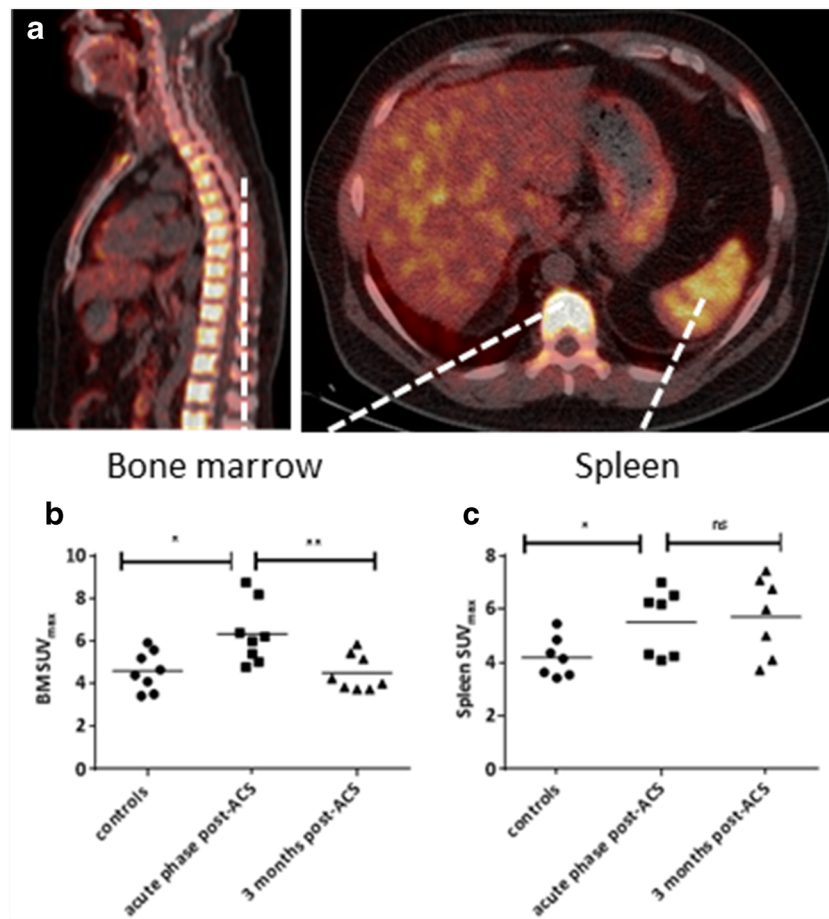 a
Bone marrow
Spleen
b
c
*
**
*
ns
10
8
6
4
2
0
BM SUVmax
8
6
4
2
0
Spleen SUVmax
controls
acute phase post-ACS
3 months post-ACS
controls
acute phase post-ACS
3 months post-ACS